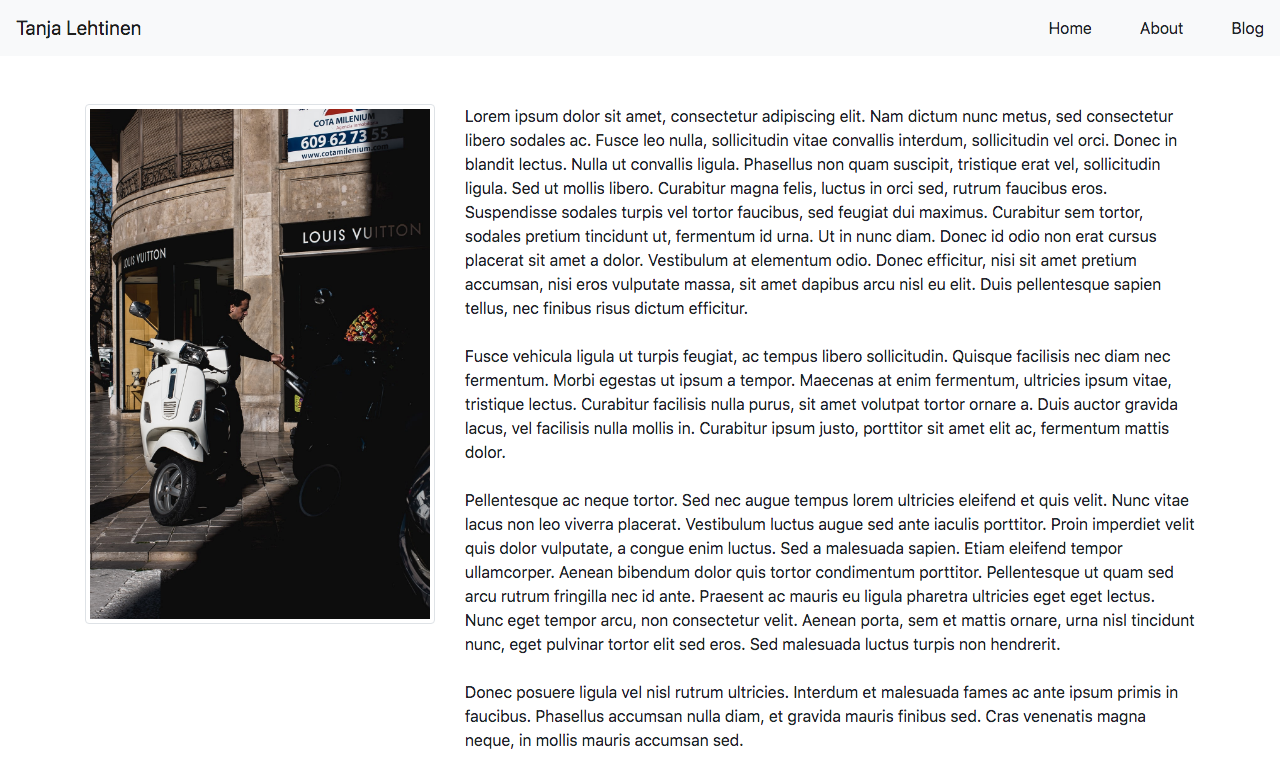 Tanja Lehtinen
Home
About
Blog
COTA MILENIUM
609 62 73 55
www.cotamilenium.com
LOUIS VUITTON
LOUIS VUITTON
Lorem ipsum dolor sit amet, consectetur adipiscing elit. Nam dictum nunc metus, sed consectetur
libero sodales ac. Fusce leo nulla, sollicitudin vitae convallis interdum, sollicitudin vel orci. Donec in
blandit lectus. Nulla ut convallis ligula. Phasellus non quam suscipit, tristique erat vel, sollicitudin
ligula. Sed ut mollis libero. Curabitur magna felis, luctus in orci sed, rutrum faucibus eros.
Suspendisse sodales turpis vel tortor faucibus, sed feugiat dui maximus. Curabitur sem tortor,
sodales pretium tincidunt ut, fermentum id urna. Ut in nunc diam. Donec id odio non erat cursus
placerat sit amet a dolor. Vestibulum at elementum odio. Donec efficitur, nisi sit amet pretium
accumsan, nisi eros vulputate massa, sit amet dapibus arcu nisl eu elit. Duis pellentesque sapien
tellus, nec finibus risus dictum efficitur.
Fusce vehicula ligula ut turpis feugiat, ac tempus libero sollicitudin. Quisque facilisis nec diam nec
fermentum. Morbi egestas ut ipsum a tempor. Maecenas at enim fermentum, ultricies ipsum vitae,
tristique lectus. Curabitur facilisis nulla purus, sit amet volutpat tortor ornare a. Duis auctor gravida
lacus, vel facilisis nulla mollis in. Curabitur ipsum justo, porttitor sit amet elit ac, fermentum mattis
dolor.
Pellentesque ac neque tortor. Sed nec augue tempus lorem ultricies eleifend et quis velit. Nunc vitae
lacus non leo viverra placerat. Vestibulum luctus augue sed ante iaculis porttitor. Proin imperdiet velit
quis dolor vulputate, a congue enim luctus. Sed a malesuada sapien. Etiam eleifend tempor
ullamcorper. Aenean bibendum dolor quis tortor condimentum porttitor. Pellentesque ut quam sed
arcu rutrum fringilla nec id ante. Praesent ac mauris eu ligula pharetra ultricies eget eget lectus.
Nunc eget tempor arcu, non consectetur velit. Aenean porta, sem et mattis ornare, urna nisl tincidunt
nunc, eget pulvinar tortor elit sed eros. Sed malesuada luctus turpis non hendrerit.
Donec posuere ligula vel nisl rutrum ultricies. Interdum et malesuada fames ac ante ipsum primis in
faucibus. Phasellus accumsan nulla diam, et gravida mauris finibus sed. Cras venenatis magna
neque, in mollis mauris accumsan sed.